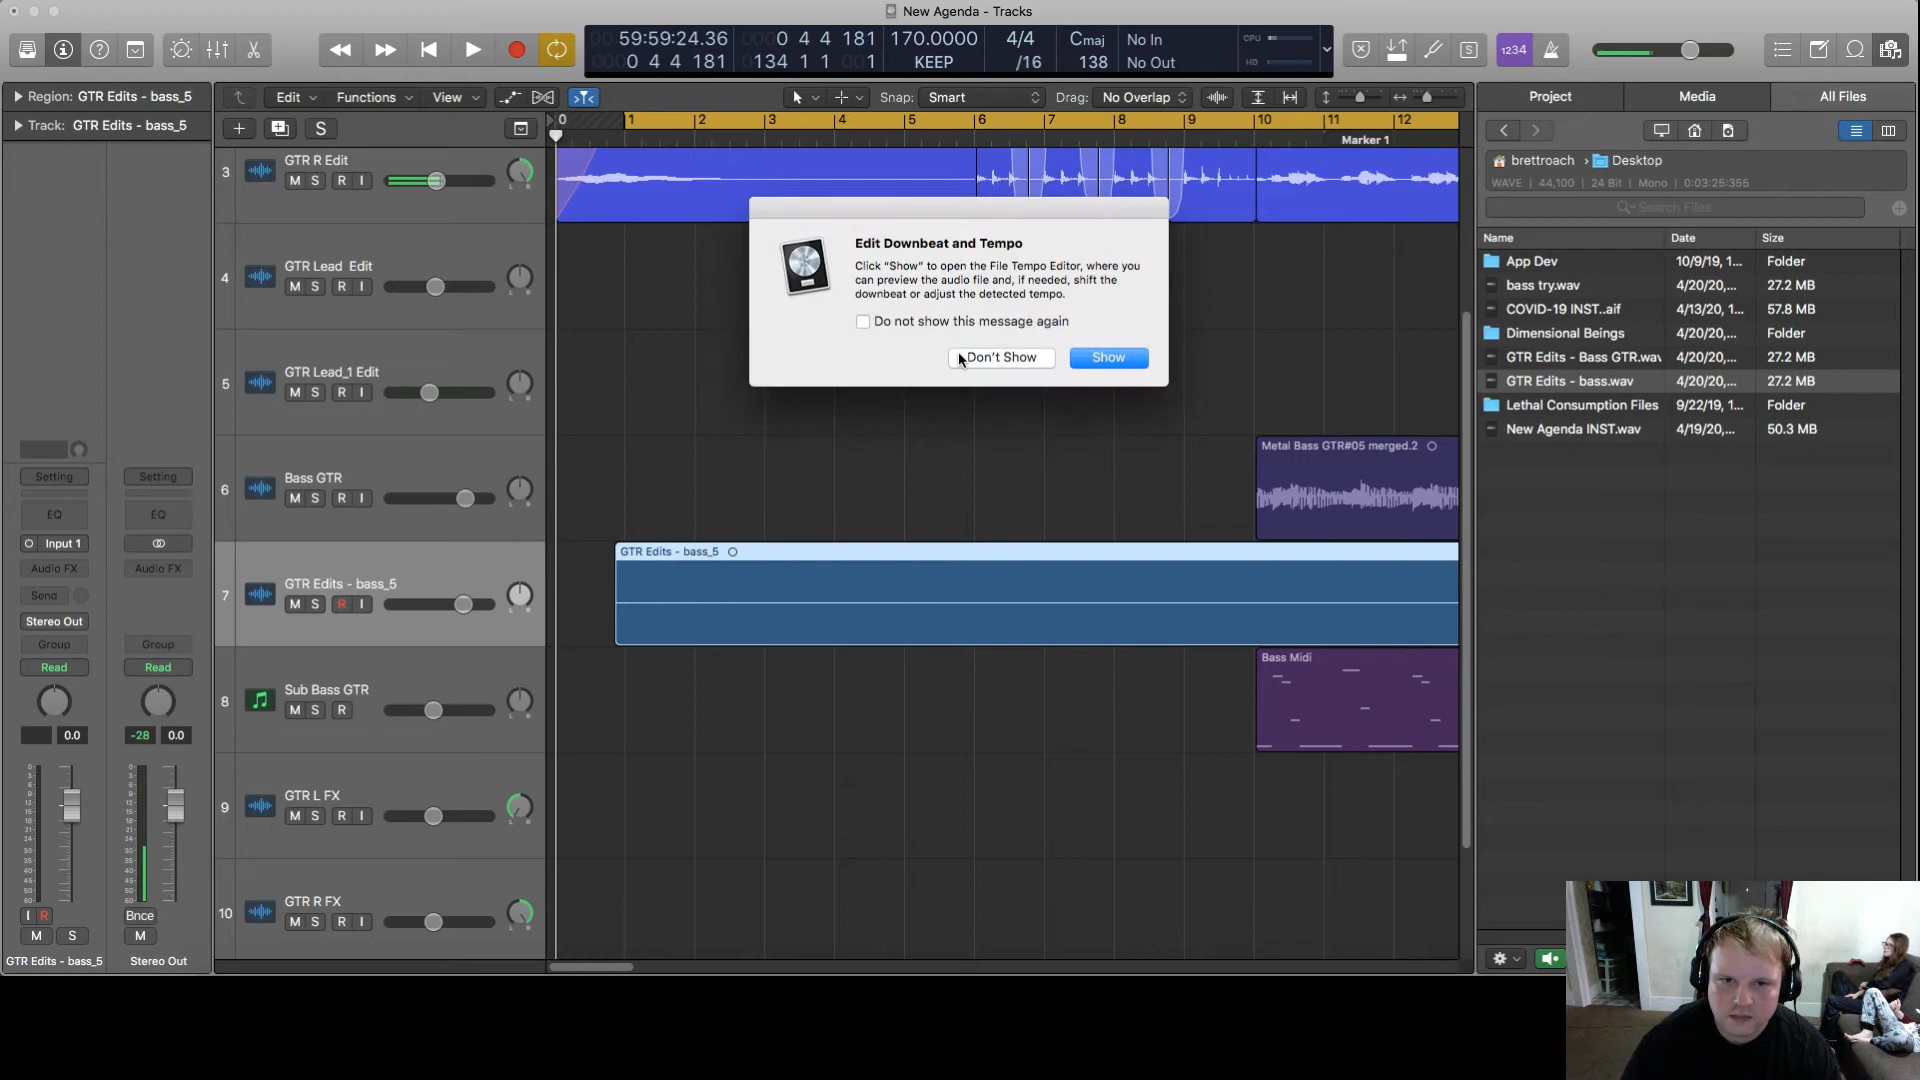 New Agenda - Tracks
59:59:24.36
0 4 4 181
170.0000
4/4
Cmaj
No In
CPU
0 4 4 181
134 1 1 1
KEEP
/16
138
No Out
HD
1234
Region: GTR Edits - bass_5
Edit
Functions
View
Snap: Smart
Drag: No Overlap
Project
Media
All Files
Track: GTR Edits - bass_5
S
0 1 2 3 4 5 6 7 8 9 10 11 12
Marker 1
brettroach
Desktop
WAVE | 44,100 | 24 Bit | Mono | 0:03:25:355
Search Files
Name Date Size
App Dev 10/9/19, 1... Folder
bass try.wav 4/20/20,... 27.2 MB
COVID-19 INST..aif 4/13/20, 1... 57.8 MB
Dimensional Beings 4/20/20,... Folder
GTR Edits - Bass GTR.wav 4/20/20,... 27.2 MB
GTR Edits - bass.wav 4/20/20,... 27.2 MB
Lethal Consumption Files 9/22/19, 1... Folder
New Agenda INST.wav 4/19/20,... 50.3 MB
3 GTR R Edit
M S R I
4 GTR Lead Edit
M S R I
5 GTR Lead_1 Edit
M S R I
6 Bass GTR
M S R I
7 GTR Edits - bass_5
M S R I
8 Sub Bass GTR
M S R
9 GTR L FX
M S R I
10 GTR R FX
M S R I
Edit Downbeat and Tempo
Click “Show” to open the File Tempo Editor, where you
can preview the audio file and, if needed, shift the
downbeat or adjust the detected tempo.
Do not show this message again
Don't Show
Show
Metal Bass GTR#05 merged.2
GTR Edits - bass_5
Bass Midi
Setting Setting
EQ EQ
Input 1
Audio FX Audio FX
Send
Stereo Out
Group Group
Read Read
0.0 -28 0.0
I R Bnce
M S M
GTR Edits - bass_5 Stereo Out